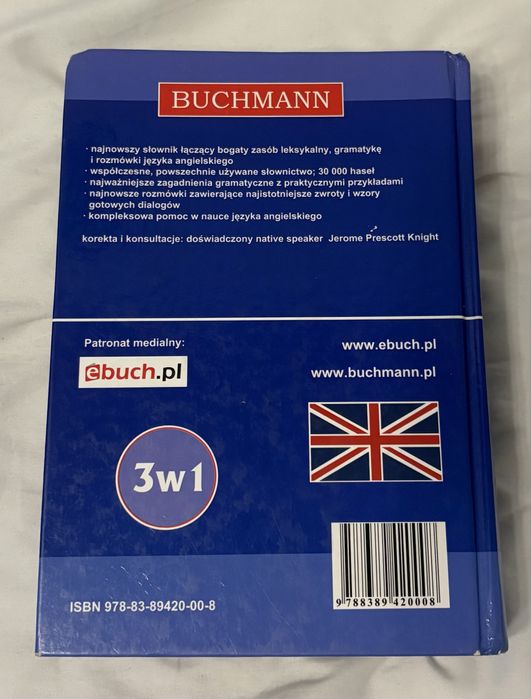 BUCHMANN
· najnowszy słownik łączący bogaty zasób leksykalny, gramatykę
i rozmówki języka angielskiego
· współczesne, powszechnie używane słownictwo; 30 000 haseł
· najważniejsze zagadnienia gramatyczne z praktycznymi przykładami
· najnowsze rozmówki zawierające najistotniejsze zwroty i wzory
gotowych dialogów
· kompleksowa pomoc w nauce języka angielskiego
korekta i konsultacje: doświadczony native speaker Jerome Prescott Knight
Patronat medialny:
ebuch.pl
www.ebuch.pl
www.buchmann.pl
3w1
ISBN 978-83-89420-00-8
9 788389 420008